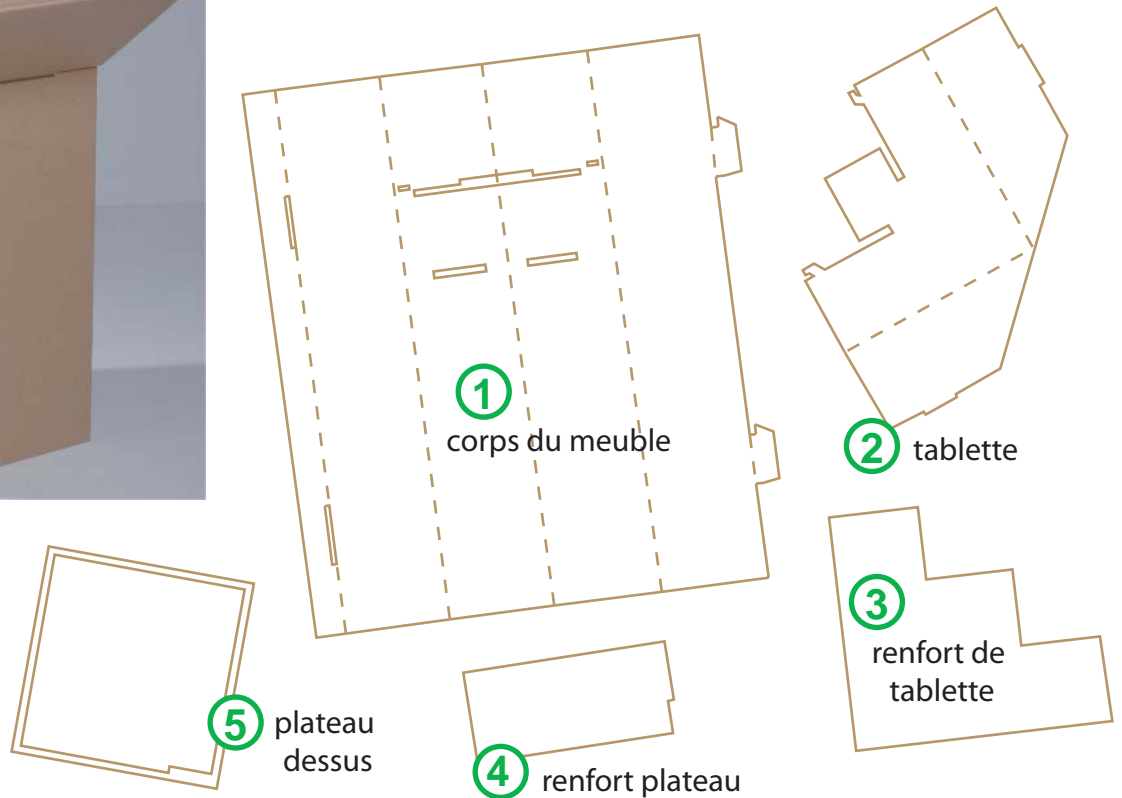 1
corps du meuble
2 tablette
3
renfort de
tablette
5 plateau
dessus
4 renfort plateau